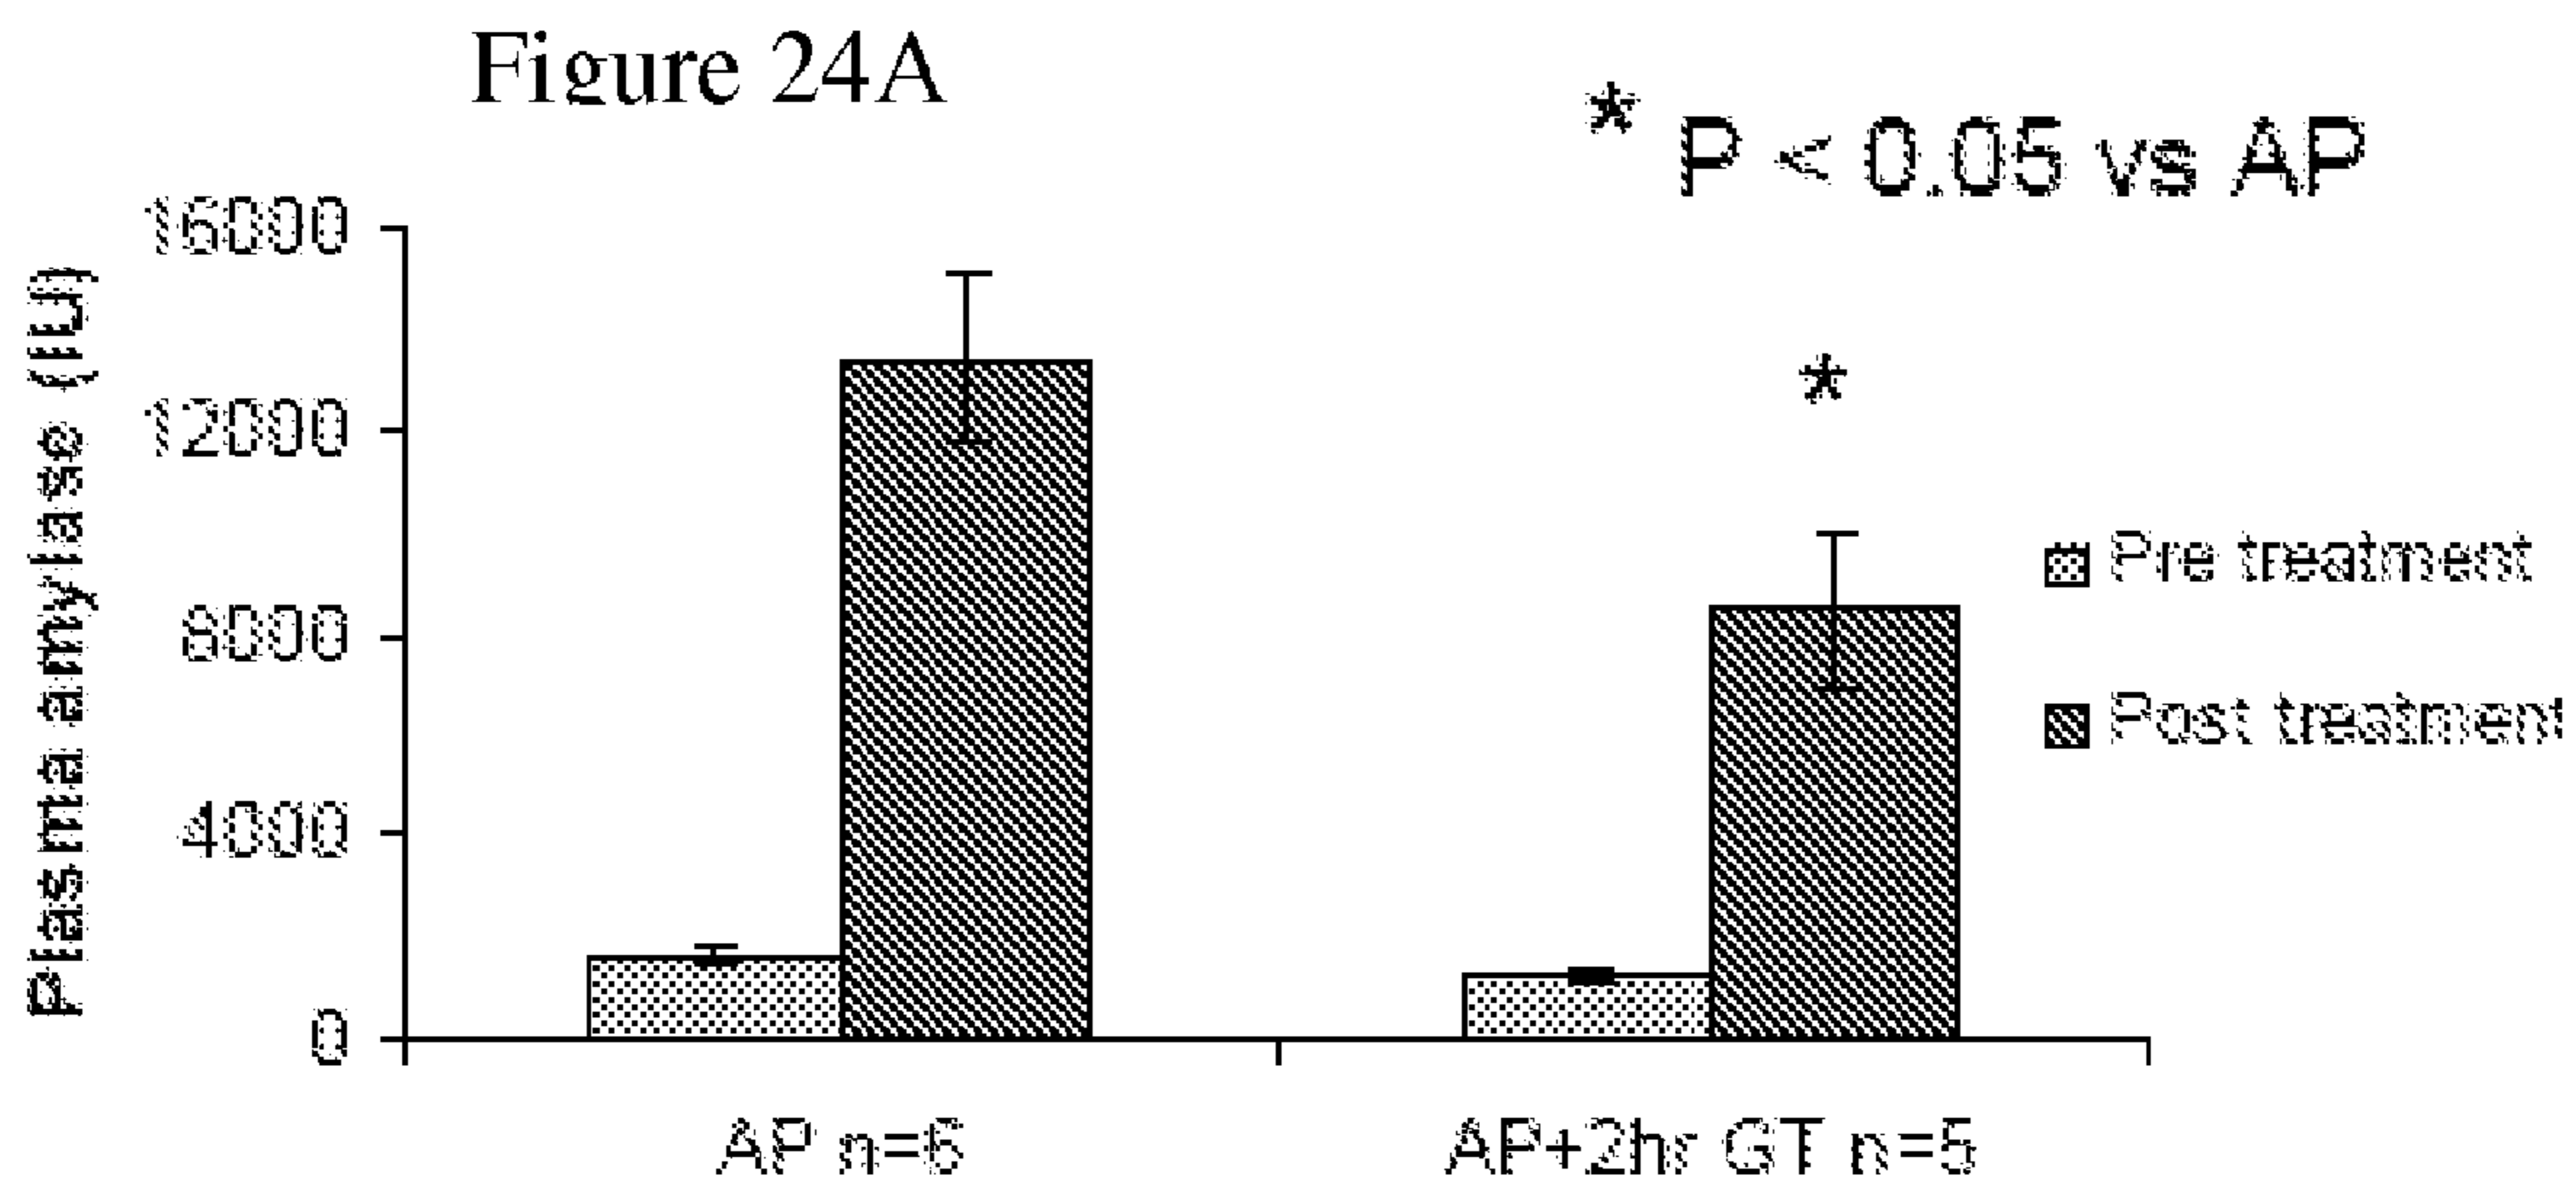 Figure 24A
* P < 0.05 vs AP
Plasma amylase (IU)
16000
12000
8000
4000
0
*
Pre treatment
Post treatment
AP n=6
AP+2hr GT n=5